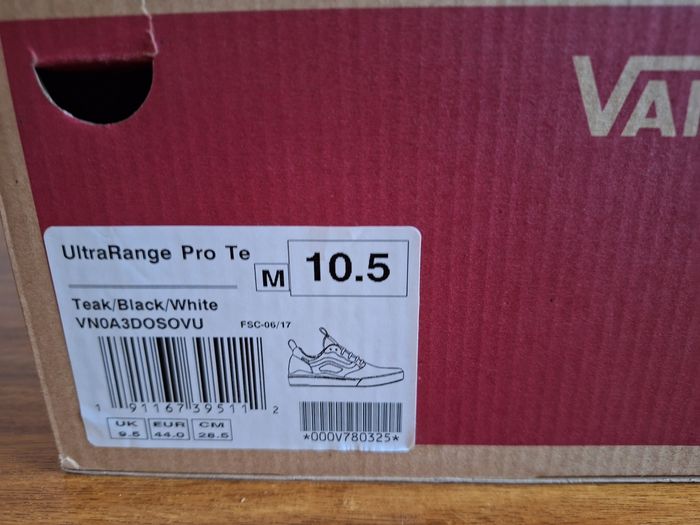 VAN
UltraRange Pro Te
M
10.5
Teak/Black/White
VN0A3DOSOVU
FSC-06/17
1 91167 39511 2
UK EUR CM
9.5 44.0 28.5
*000V780325*